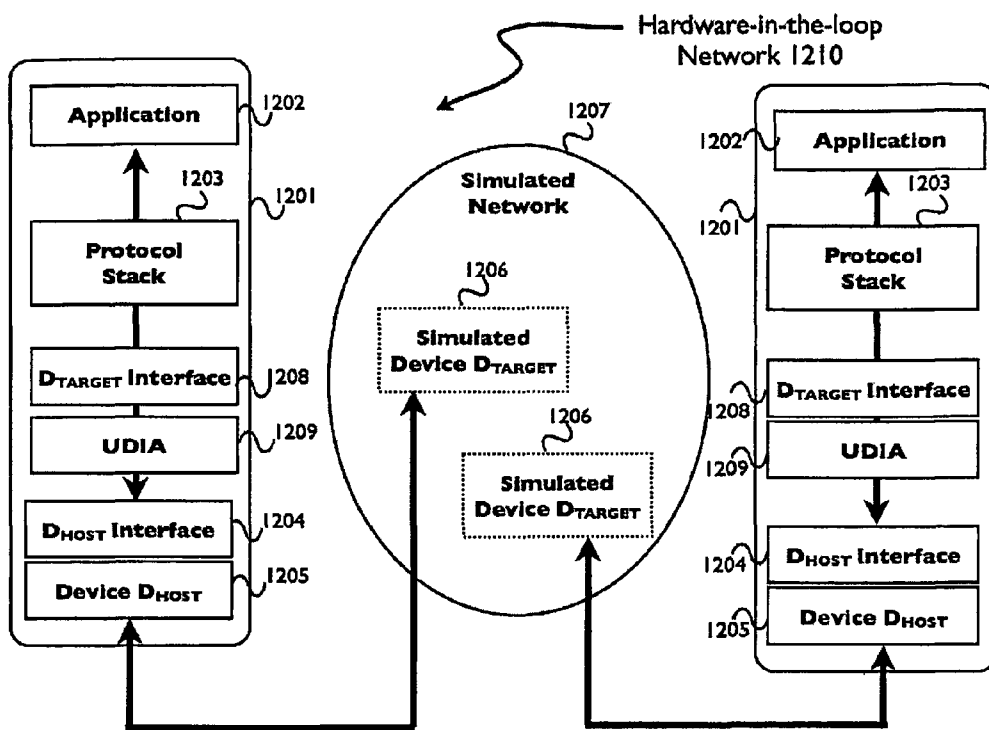 Hardware-in-the-loop
Network 1210
Application
1202
1203
1201
Protocol
Stack
DTARGET Interface
1208
UDIA
1209
DHOST Interface
1204
Device DHOST
1205
1207
Simulated
Network
1206
Simulated
Device DTARGET
1206
Simulated
Device DTARGET
1202
Application
1203
1201
Protocol
Stack
DTARGET Interface
1208
UDIA
1209
DHOST Interface
1204
Device DHOST
1205